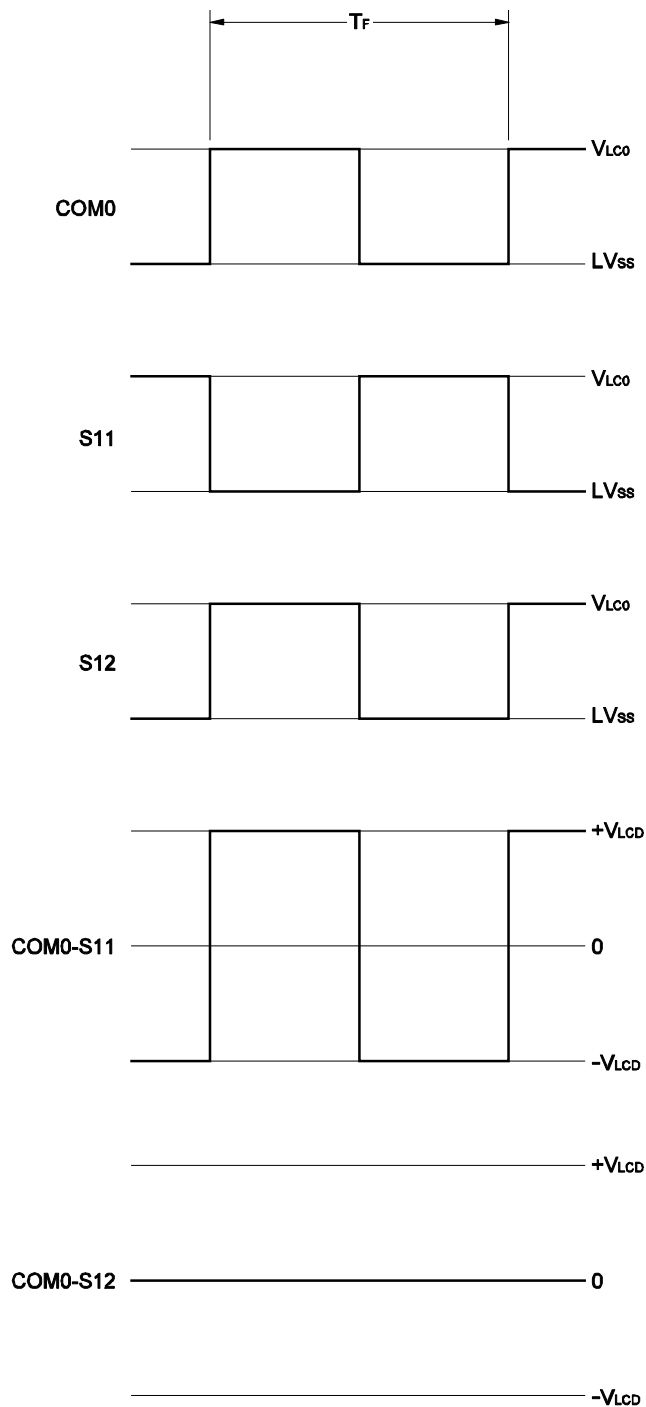 TF
VLC0
COM0
LVSS
VLC0
S11
LVSS
VLC0
S12
LVSS
+VLCD
COM0-S11
0
-VLCD
+VLCD
COM0-S12
0
-VLCD